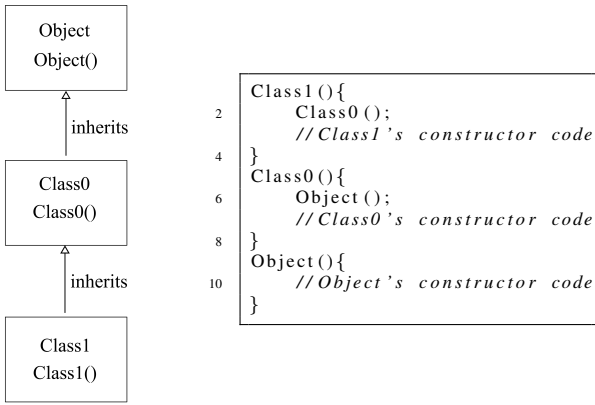 Object
Object()
inherits
Class0
Class0()
inherits
Class1
Class1()
Class1(){
2 Class0();
//Class1's constructor code
4 }
Class0(){
6 Object();
//Class0's constructor code
8 }
Object(){
10 //Object's constructor code
}